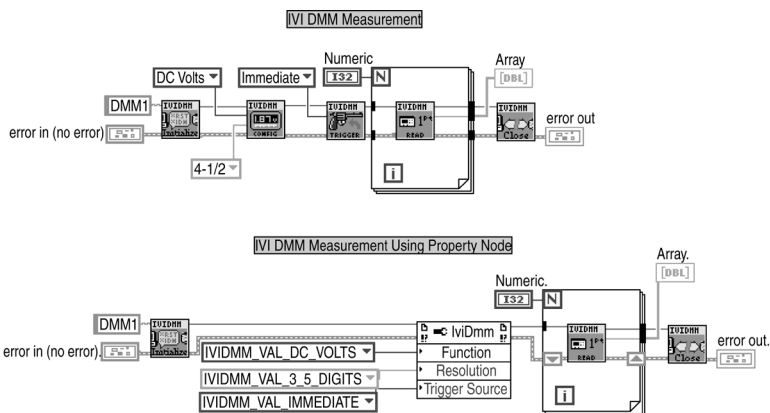 IVI DMM Measurement
Numeric
Array
DC Volts
Immediate
I32
N
[DBL]
DMM1
IVIDMM
IVIDMM
IVIDMM
IVIDMM
IVIDMM
error in (no error)
Initialize
CONFIG
TRIGGER
1Pt
READ
Close
error out
4-1/2
i
IVI DMM Measurement Using Property Node
Array.
Numeric.
[DBL]
I32
N
DMM1
IVIDMM
IviDmm
IVIDMM
IVIDMM
error in (no error).
Initialize
IVIDMM_VAL_DC_VOLTS
Function
1Pt
READ
Close
error out.
IVIDMM_VAL_3_5_DIGITS
Resolution
IVIDMM_VAL_IMMEDIATE
Trigger Source
i